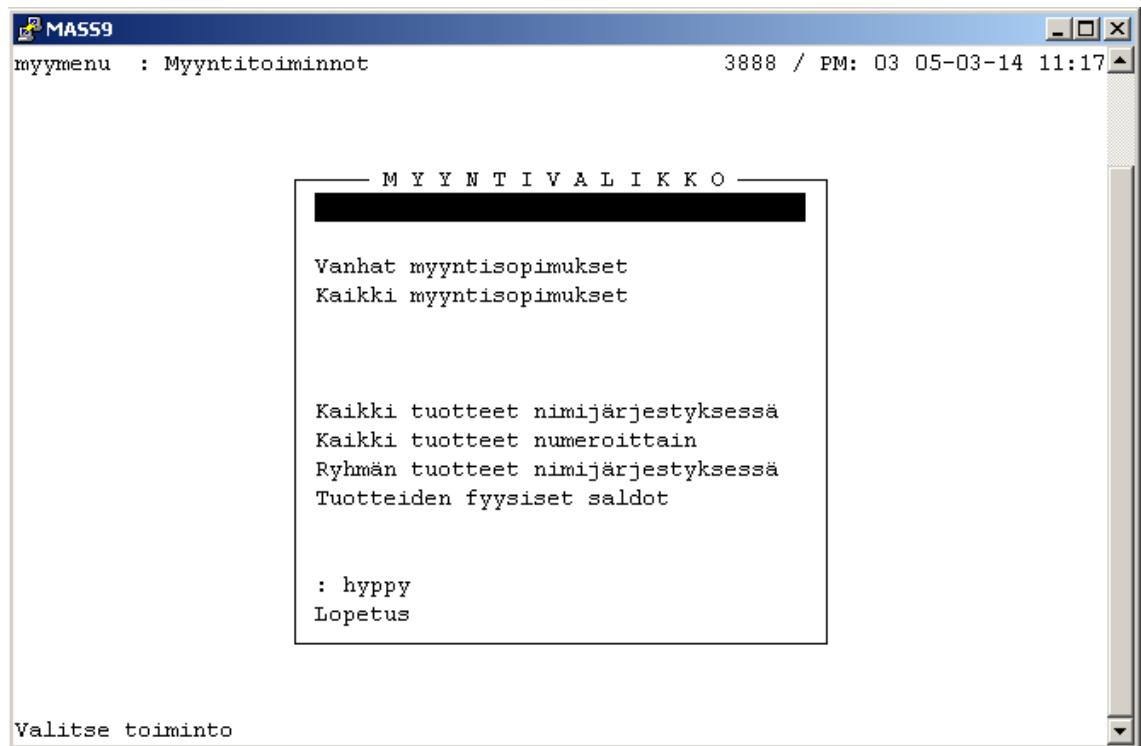 MASS9
myymenu : Myyntitoiminnot 3888 / PM: 03 05-03-14 11:17
M Y Y N T I V A L I K K O
Vanhat myyntisopimukset
Kaikki myyntisopimukset
Kaikki tuotteet nimijärjestyksessä
Kaikki tuotteet numeroittain
Ryhmän tuotteet nimijärjestyksessä
Tuotteiden fyysiset saldot
: hyppy
Lopetus
Valitse toiminto